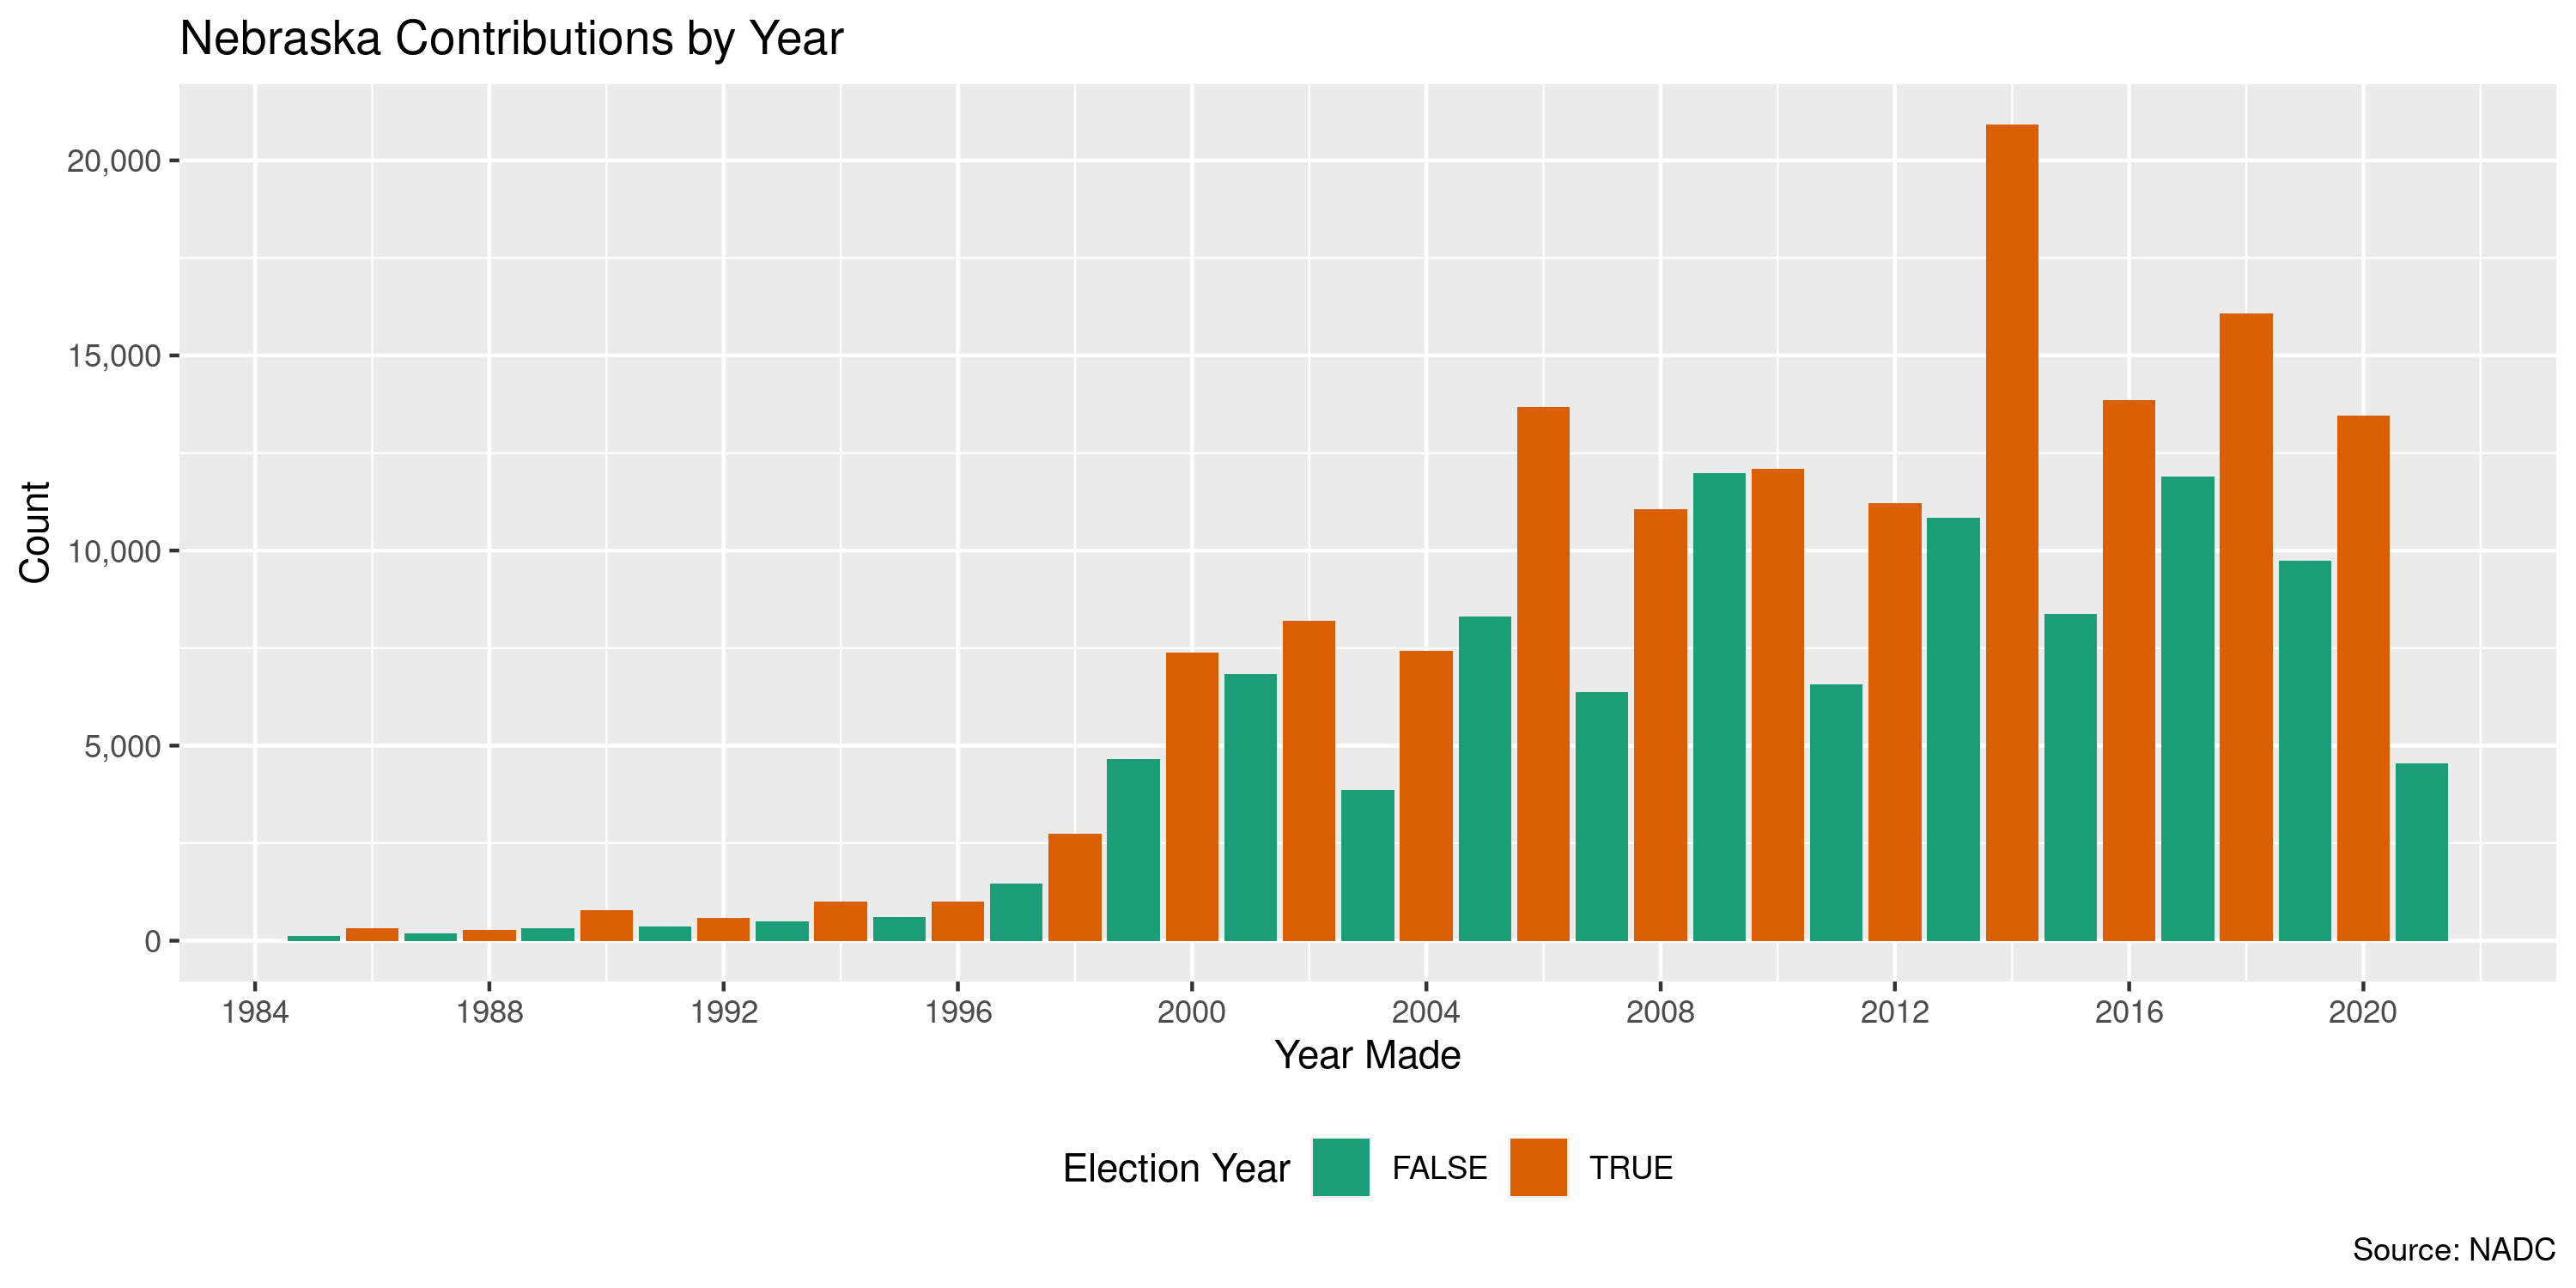 Nebraska Contributions by Year
Count
20,000
15,000
10,000
5,000
0
1984 1988 1992 1996 2000 2004 2008 2012 2016 2020
Year Made
Election Year FALSE TRUE
Source: NADC